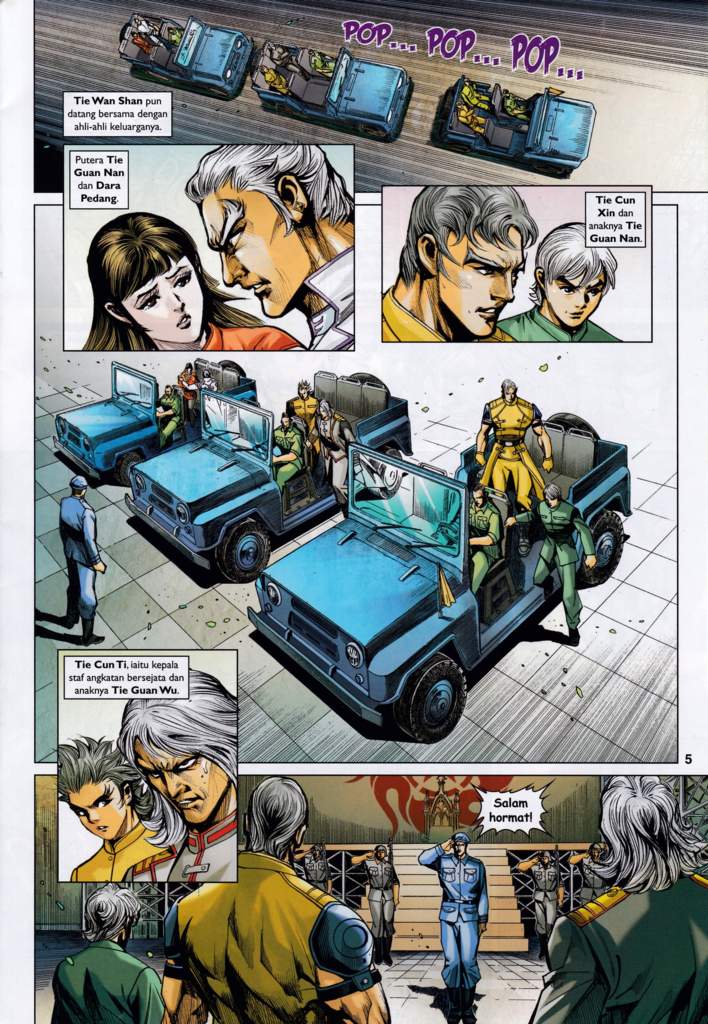 POP... POP... POP...
Tie Wan Shan pun
datang bersama dengan
ahli-ahli keluarganya.
Putera Tie
Guan Nan
dan Dara
Pedang.
Tie Cun
Xin dan
anaknya Tie
Guan Nan.
Tie Cun Ti, iaitu kepala
staf angkatan bersejata dan
anaknya Tie Guan Wu.
5
Salam
hormat!